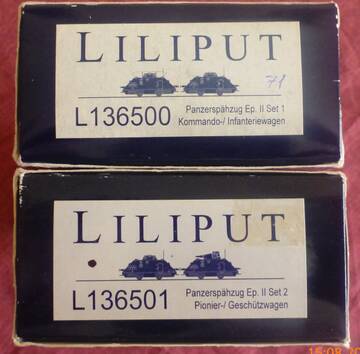 LILIPUT
71
L136500
Panzerspähzug Ep. II Set 1
Kommando-/ Infanteriewagen
LILIPUT
L136501
Panzerspähzug Ep. II Set 2
Pionier-/ Geschützwagen